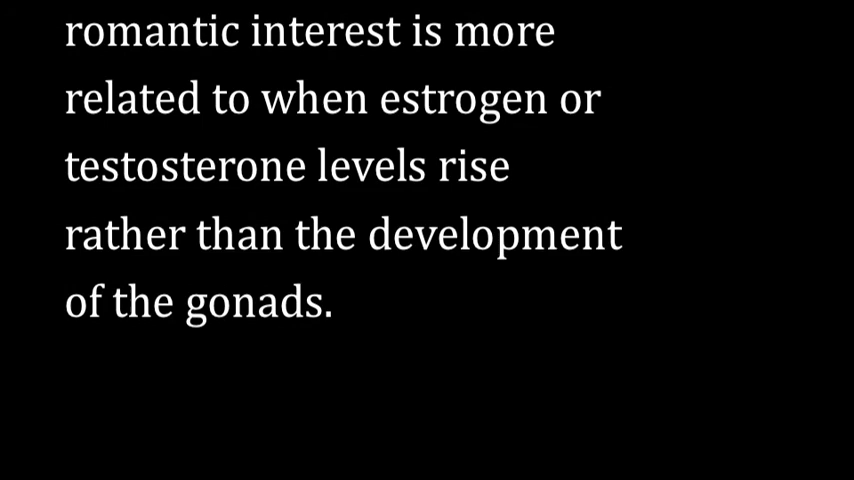 romantic interest is more
related to when estrogen or
testosterone levels rise
rather than the development
of the gonads.